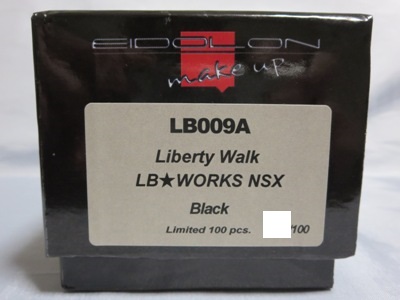 EIDOLON
make up
LB009A
Liberty Walk
LB★WORKS NSX
Black
Limited 100 pcs. /100